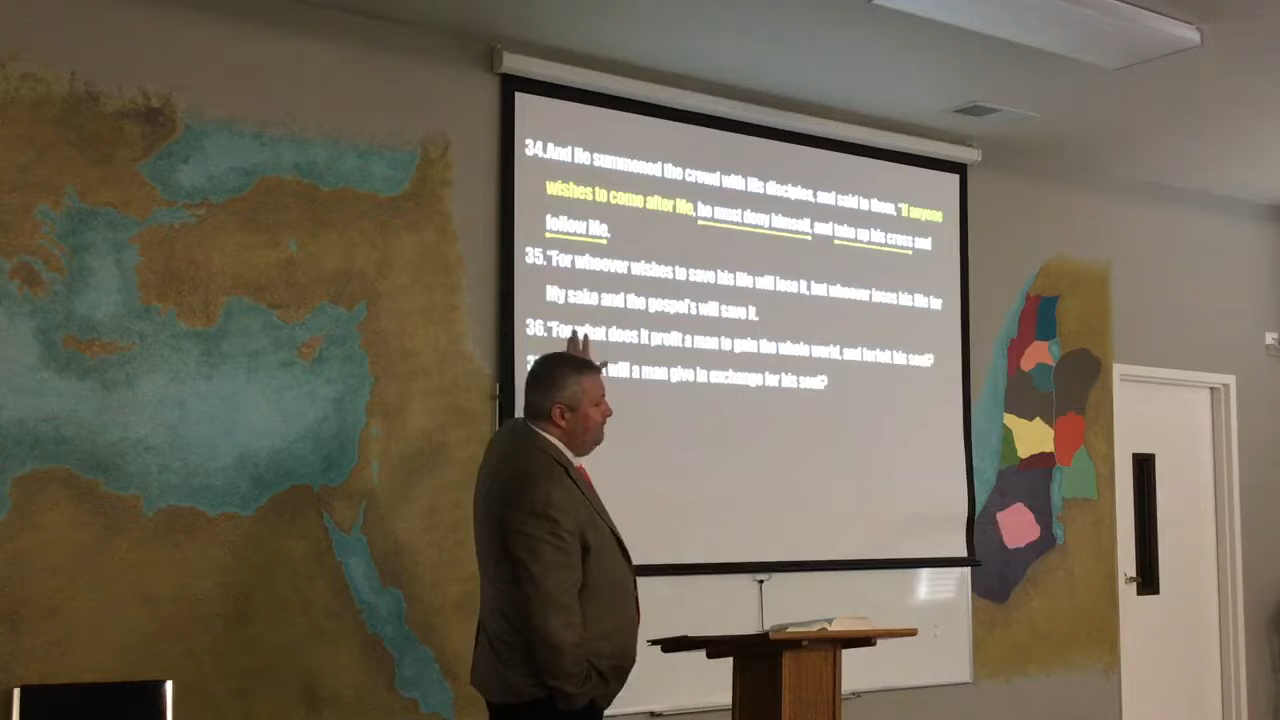 34.And He summoned the crowd with His disciples, and said to them, "If anyone
wishes to come after Me, he must deny himself, and take up his cross and
follow Me.
35."For whoever wishes to save his life will lose it, but whoever loses his life for
My sake and the gospel's will save it.
36."For what does it profit a man to gain the whole world, and forfeit his soul?
will a man give in exchange for his soul?